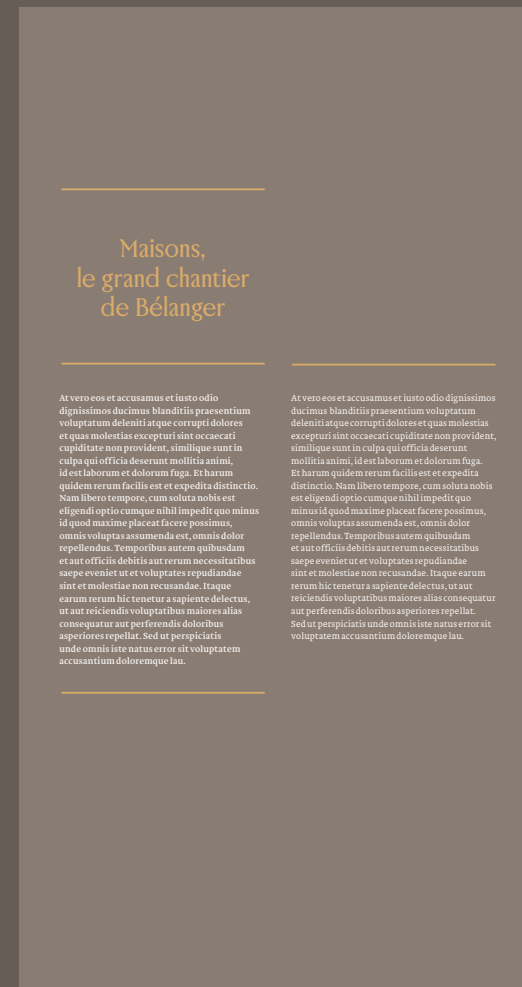 Maisons,
le grand chantier
de Bélanger
At vero eos et accusamus et iusto odio
dignissimos ducimus blanditiis praesentium
voluptatum deleniti atque corrupti dolores
et quas molestias excepturi sint occaecati
cupiditate non provident, similique sunt in
culpa qui officia deserunt mollitia animi,
id est laborum et dolorum fuga. Et harum
quidem rerum facilis est et expedita distinctio.
Nam libero tempore, cum soluta nobis est
eligendi optio cumque nihil impedit quo minus
id quod maxime placeat facere possimus,
omnis voluptas assumenda est, omnis dolor
repellendus. Temporibus autem quibusdam
et aut officiis debitis aut rerum necessitatibus
saepe eveniet ut et voluptates repudiandae
sint et molestiae non recusandae. Itaque
earum rerum hic tenetur a sapiente delectus,
ut aut reiciendis voluptatibus maiores alias
consequatur aut perferendis doloribus
asperiores repellat. Sed ut perspiciatis
unde omnis iste natus error sit voluptatem
accusantium doloremque lau.
At vero eos et accusamus et iusto odio dignissimos
ducimus blanditiis praesentium voluptatum
deleniti atque corrupti dolores et quas molestias
excepturi sint occaecati cupiditate non provident,
similique sunt in culpa qui officia deserunt
mollitia animi, id est laborum et dolorum fuga.
Et harum quidem rerum facilis est et expedita
distinctio. Nam libero tempore, cum soluta nobis
est eligendi optio cumque nihil impedit quo
minus id quod maxime placeat facere possimus,
omnis voluptas assumenda est, omnis dolor
repellendus. Temporibus autem quibusdam
et aut officiis debitis aut rerum necessitatibus
saepe eveniet ut et voluptates repudiandae
sint et molestiae non recusandae. Itaque earum
rerum hic tenetur a sapiente delectus, ut aut
reiciendis voluptatibus maiores alias consequatur
aut perferendis doloribus asperiores repellat.
Sed ut perspiciatis unde omnis iste natus error sit
voluptatem accusantium doloremque lau.